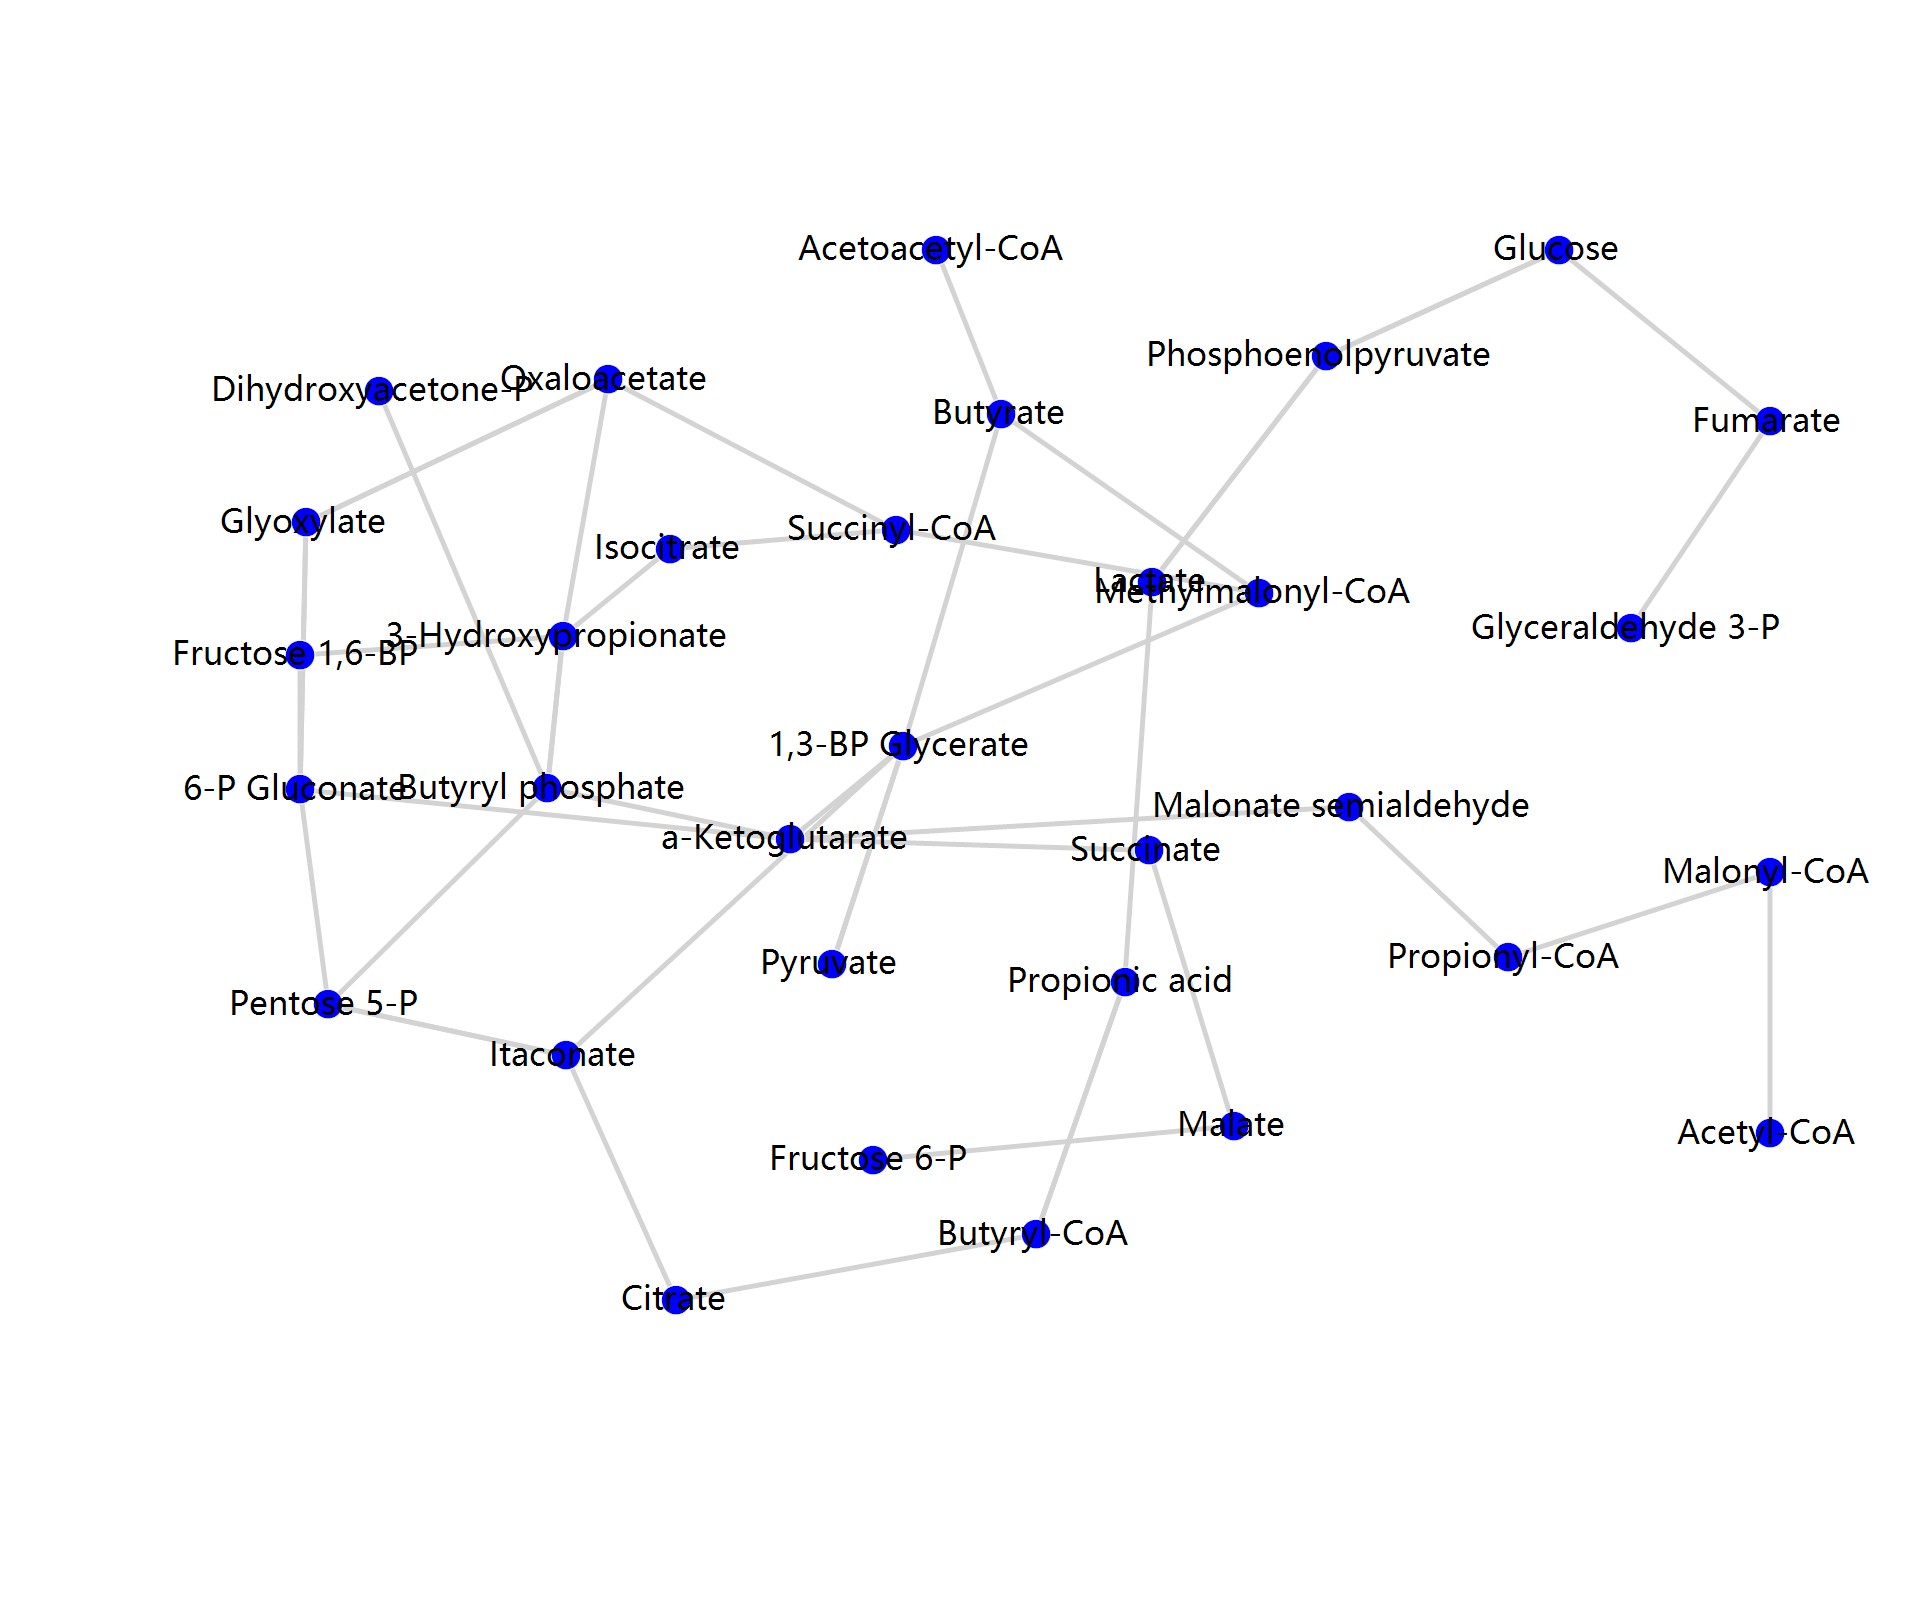 Acetoacetyl-CoA
Glucose
Phosphoenolpyruvate
Dihydroxyacetone-P
Oxaloacetate
Butyrate
Fumarate
Glyoxylate
Isocitrate
Succinyl-CoA
Lactate
Methylmalonyl-CoA
Fructose 1,6-BP
3-Hydroxypropionate
Glyceraldehyde 3-P
1,3-BP Glycerate
6-P Gluconate
Butyryl phosphate
a-Ketoglutarate
Malonate semialdehyde
Succinate
Malonyl-CoA
Pyruvate
Propionic acid
Propionyl-CoA
Pentose 5-P
Itaconate
Malate
Acetyl-CoA
Fructose 6-P
Butyryl-CoA
Citrate